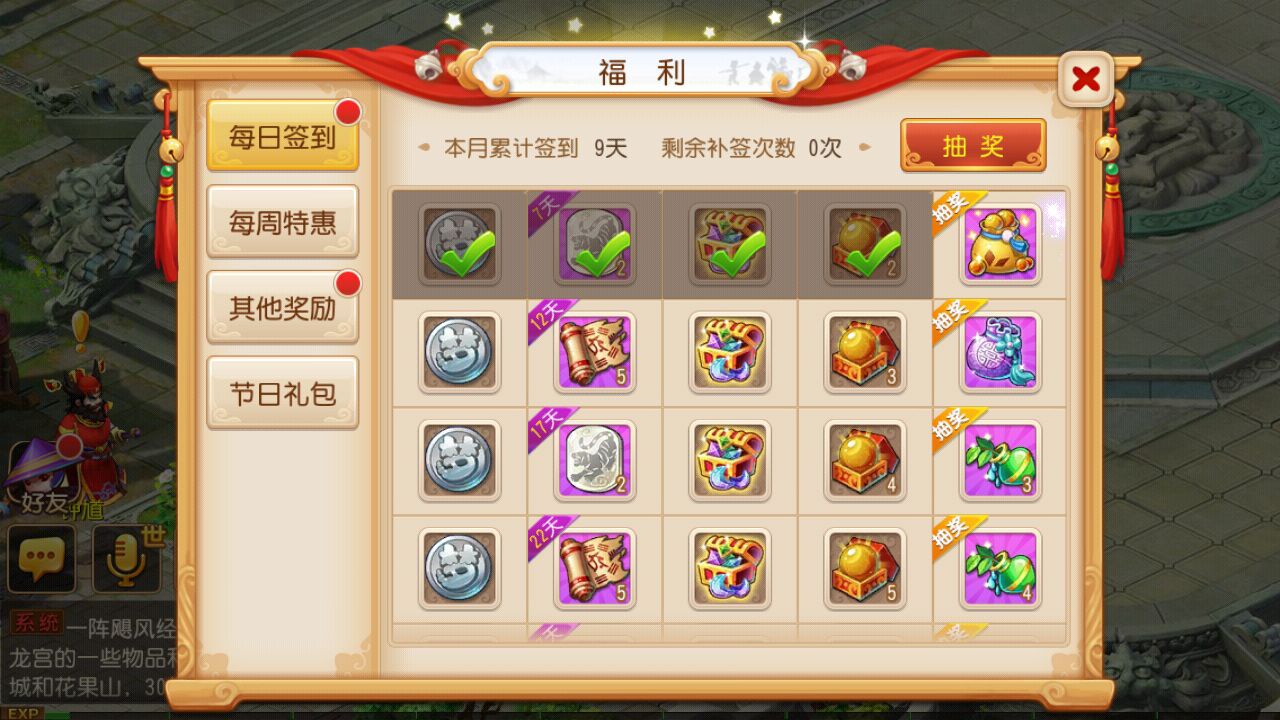 福 利
每日签到
本月累计签到 9天 剩余补签次数 0次
抽 奖
每周特惠
其他奖励
节日礼包
7天
2
2
抽奖
12天
5
3
抽奖
17天
2
4
抽奖
3
22天
5
5
抽奖
4
好友
钟馗
世
系统 一阵飓风经
龙宫的一些物品和
城和花果山，30
EXP